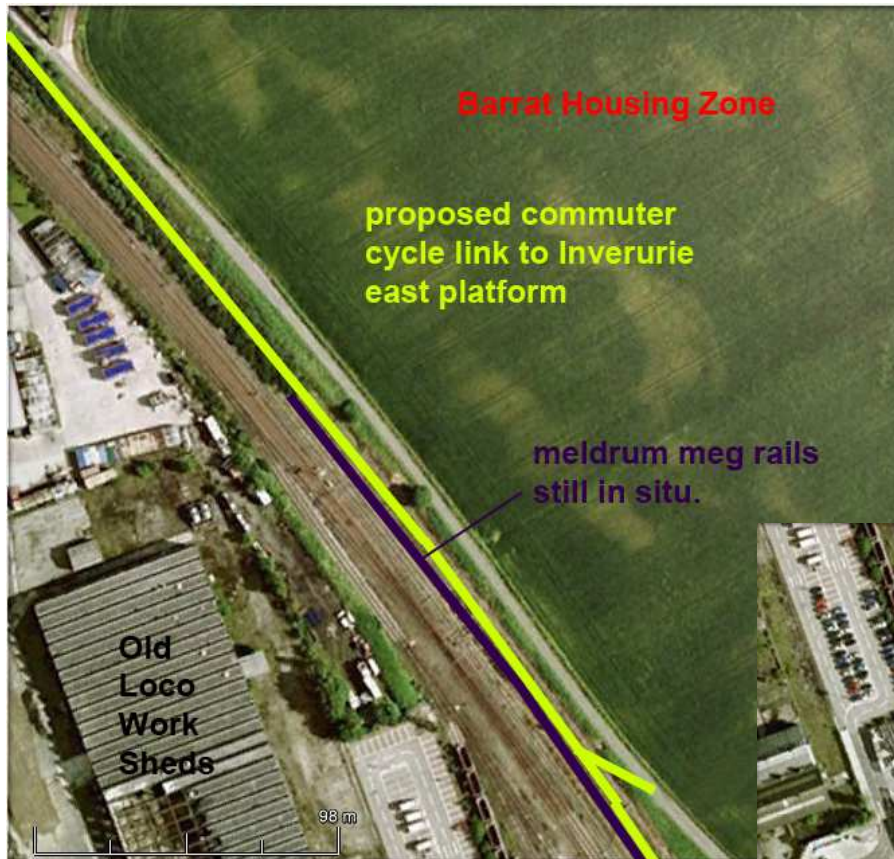 Barrat Housing Zone
proposed commuter
cycle link to Inverurie
east platform
meldrum meg rails
still in situ.
Old
Loco
Work
Sheds
98 m